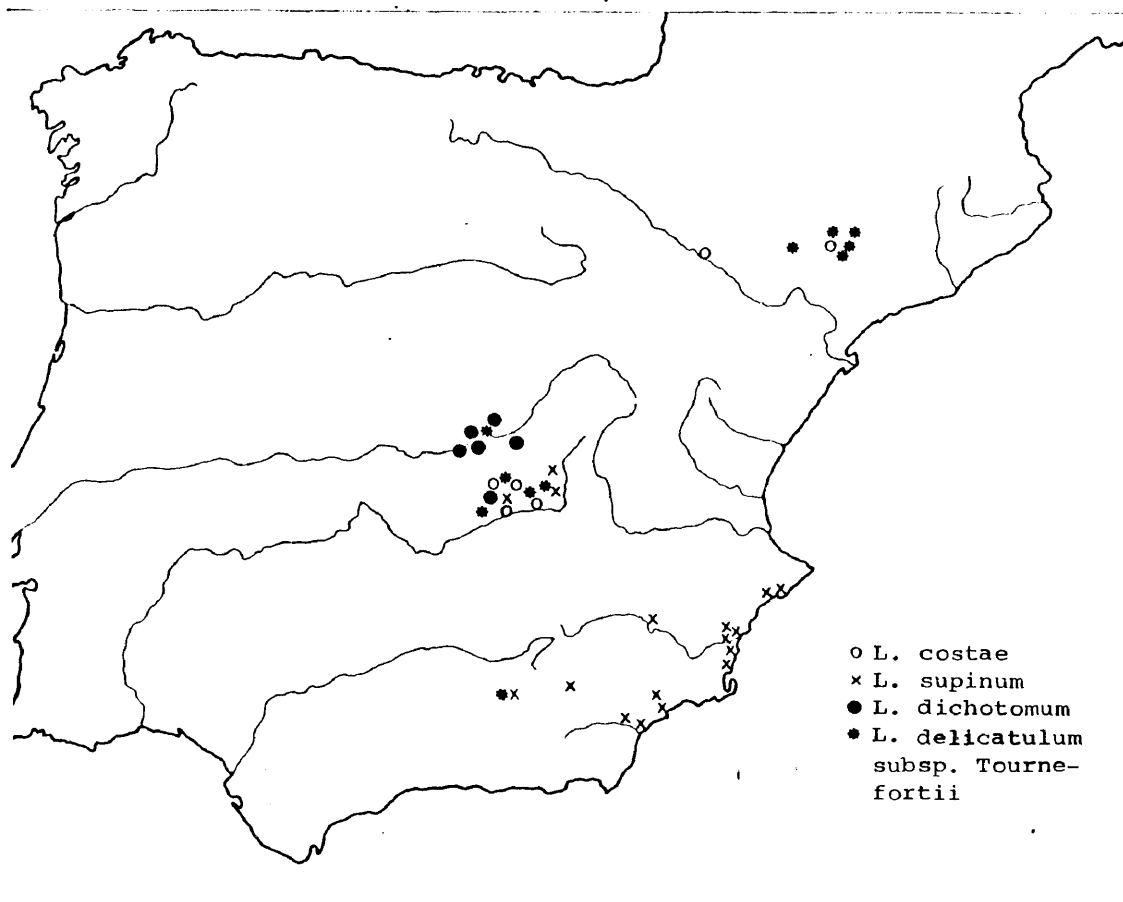 L. costae
L. supinum
L. dichotomum
L. delicatulum
subsp. Tourne-
fortii